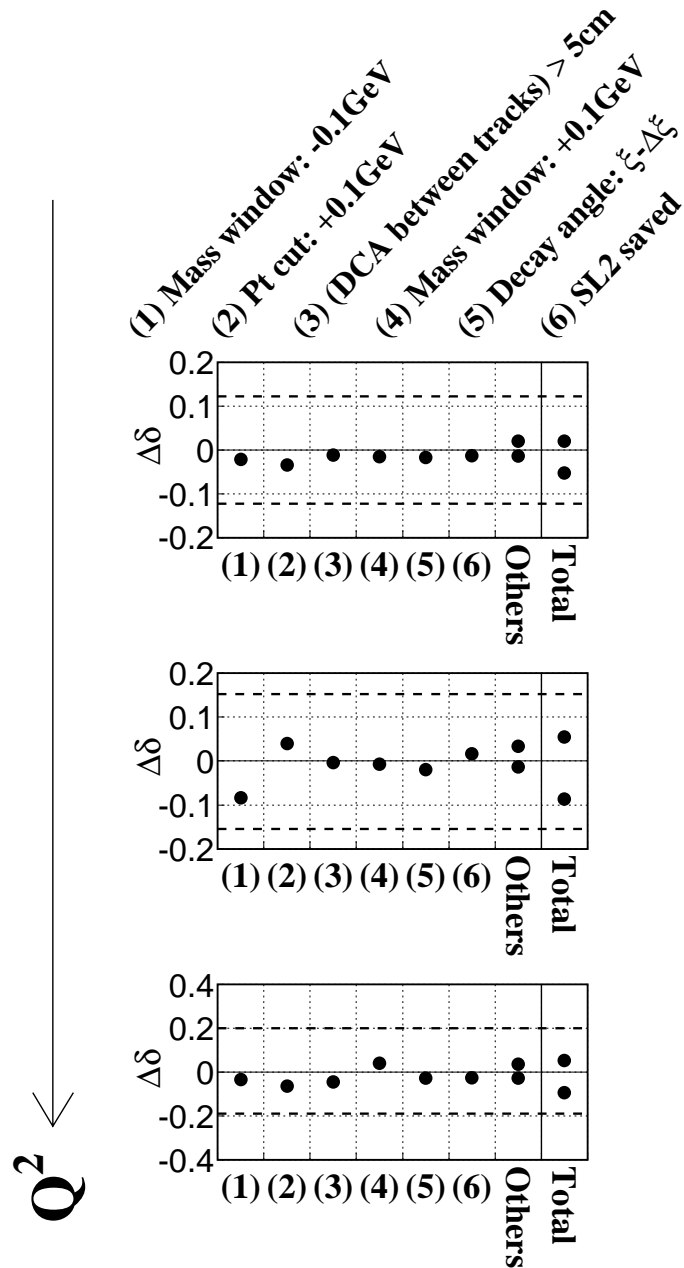 (1) Mass window: -0.1GeV
(2) Pt cut: +0.1GeV
(3) (DCA between tracks) > 5cm
(4) Mass window: +0.1GeV
(5) Decay angle: ξ-Δξ
(6) SL2 saved
0.2
0.1
0
-0.1
-0.2
Δδ
(1) (2) (3) (4) (5) (6) Others Total
0.2
0.1
0
-0.1
-0.2
Δδ
(1) (2) (3) (4) (5) (6) Others Total
0.4
0.2
0
-0.2
-0.4
Δδ
(1) (2) (3) (4) (5) (6) Others Total
Q²